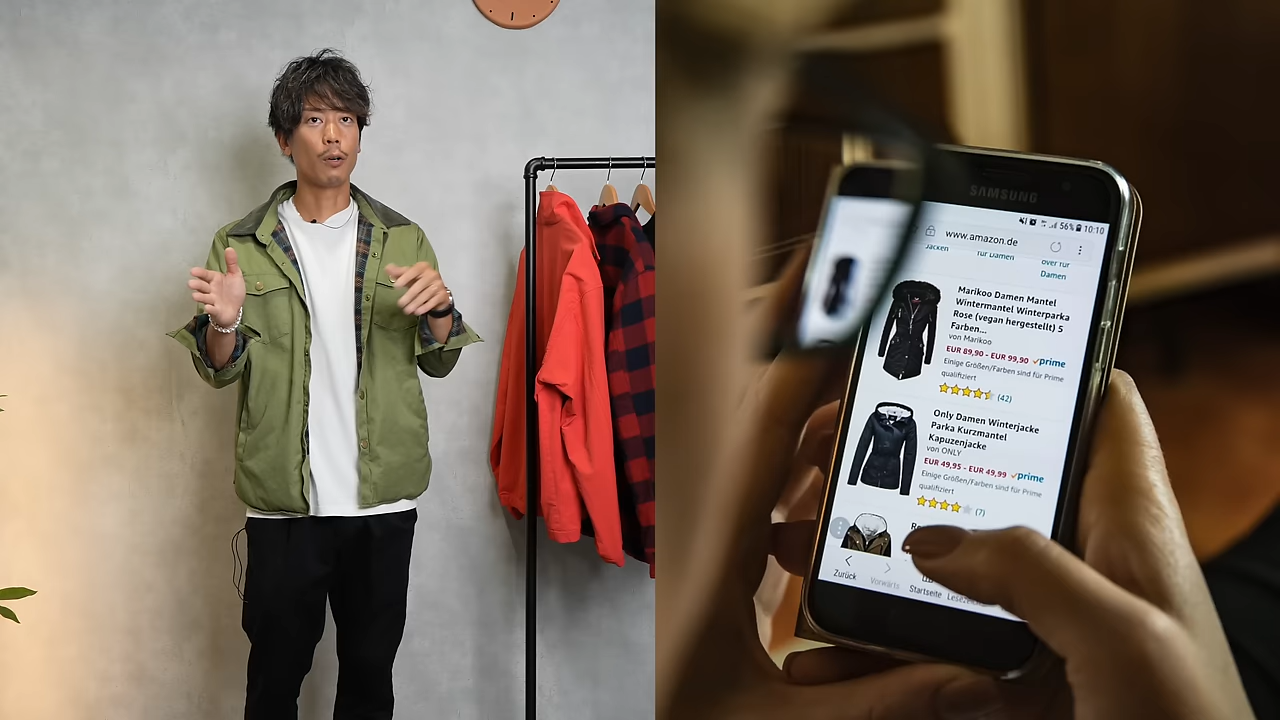 SAMSUNG
56% 10:10
www.amazon.de
für Damen
Damen
Marikoo Damen Mantel
Wintermantel Winterparka
Rose (vegan hergestellt) 5
Farben...
von Marikoo
EUR 89,90 - EUR 99,90 prime
Einige Größen/Farben sind für Prime
qualifiziert
(42)
Only Damen Winterjacke
Parka Kurzmantel
Kapuzenjacke
von ONLY
EUR 49,95 - EUR 49,99 prime
Einige Größen/Farben sind für Prime
qualifiziert
(7)
Zurück Vorwärts Startseite